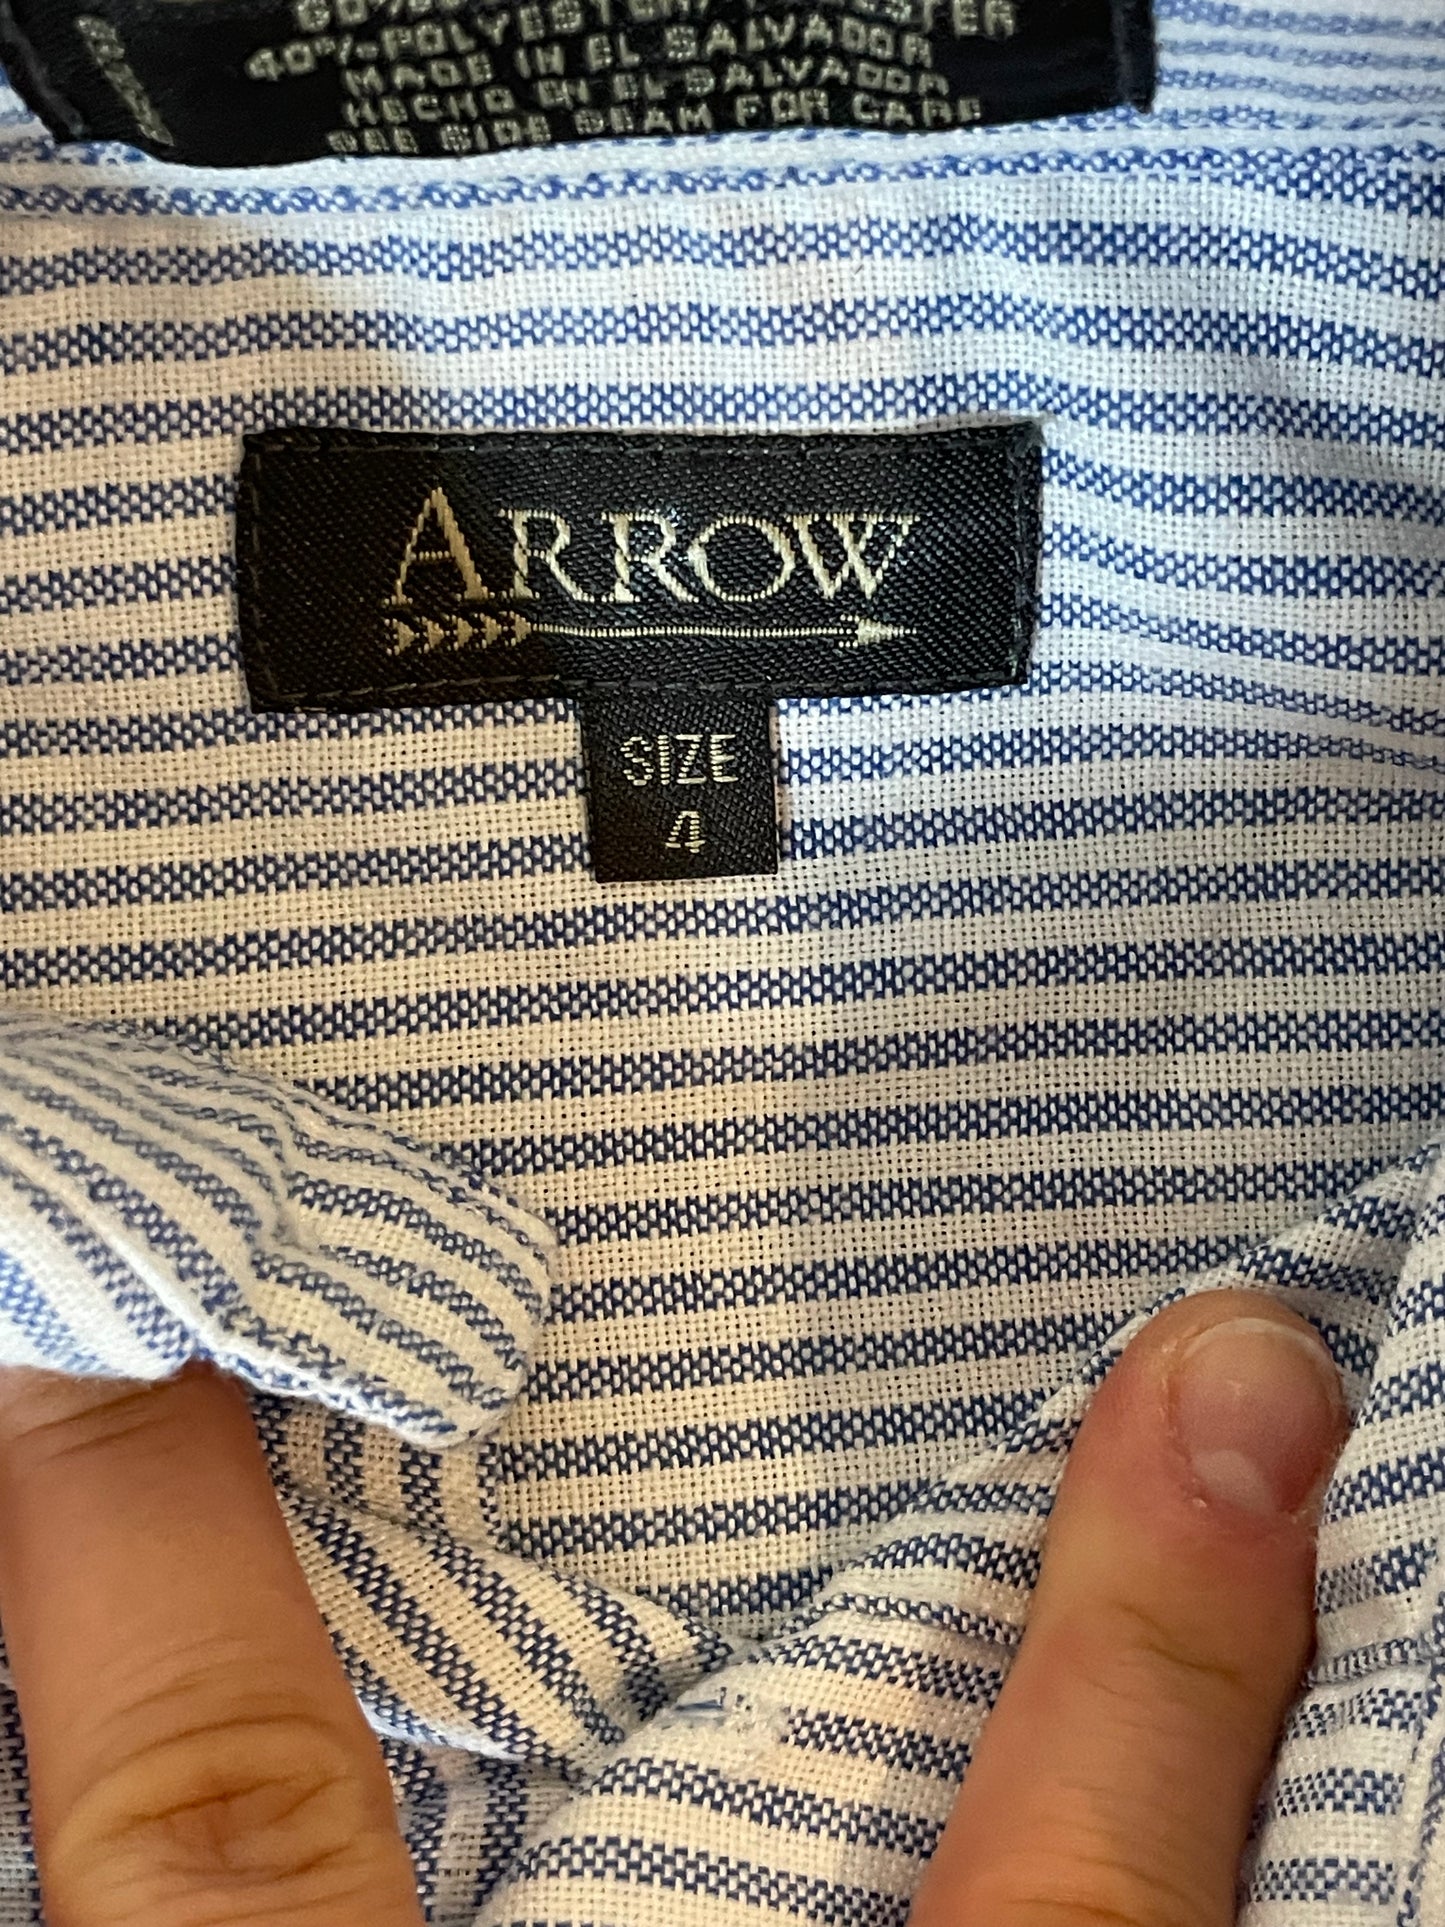 40% POLYESTER/
MADE IN EL SALVADOR
HECHO EN EL SALVADOR
SEE SIDE SEAM FOR CARE
ARROW
SIZE
4